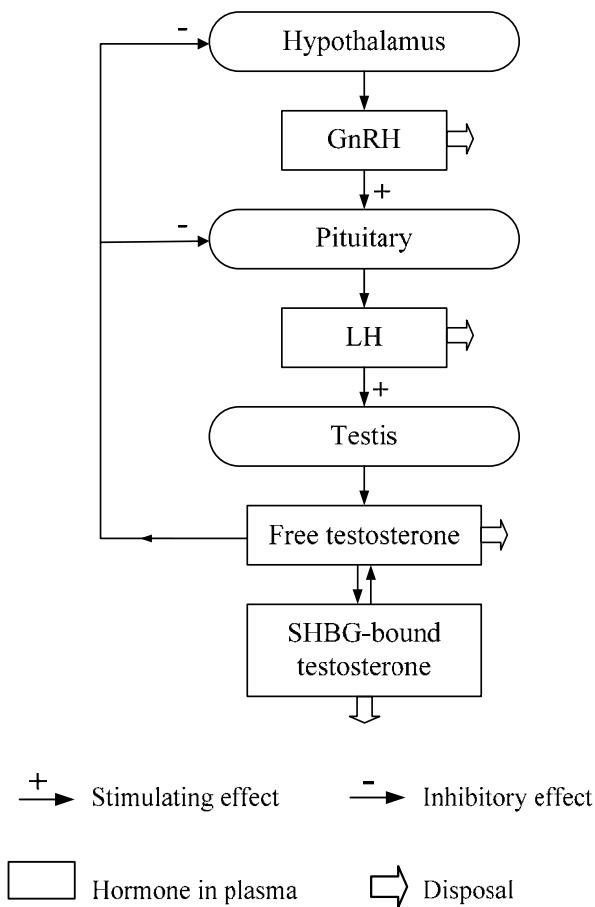 -
Hypothalamus
GnRH
+
-
Pituitary
LH
+
Testis
Free testosterone
SHBG-bound
testosterone
+
Stimulating effect
-
Inhibitory effect
Hormone in plasma
Disposal